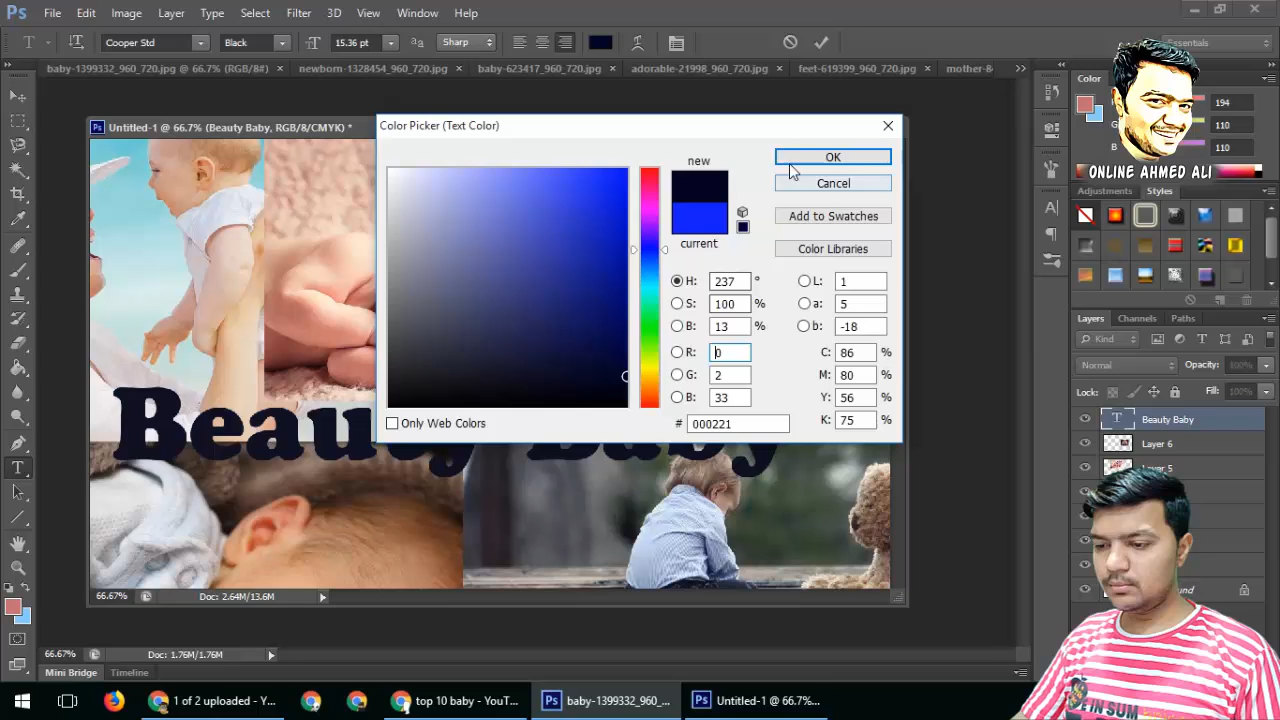 Ps File Edit Image Layer Type Select Filter 3D View Window Help
Cooper Std Black 15.36 pt Sharp Essentials
baby-1399332_960_720.jpg @ 66.7% (RGB/8#) × newborn-1328454_960_720.jpg × baby-623417_960_720.jpg × adorable-21998_960_720.jpg × feet-619399_960_720.jpg × mother-8
Untitled-1 @ 66.7% (Beauty Baby, RGB/8/CMYK) *
Color Picker (Text Color)
new
current
OK
Cancel
Add to Swatches
Color Libraries
H: 237 °
S: 100 %
B: 13 %
R: 0
G: 2
B: 33
# 000221
L: 1
a: 5
b: -18
C: 86 %
M: 80 %
Y: 56 %
K: 75 %
Only Web Colors
Beauty Baby
Color
194
G 110
110
ONLINE AHMED ALI
Adjustments Styles
Layers Channels Paths
Kind
Normal Opacity:
Lock: Fill:
T Beauty Baby
Layer 6
Layer 5
66.67% Doc: 2.64M/13.6M
66.67% Doc: 1.76M/1.76M
Mini Bridge Timeline
1 of 2 uploaded - Y... top 10 baby - YouT... Ps baby-1399332_960_... Ps Untitled-1 @ 66.7%...
IN SUM